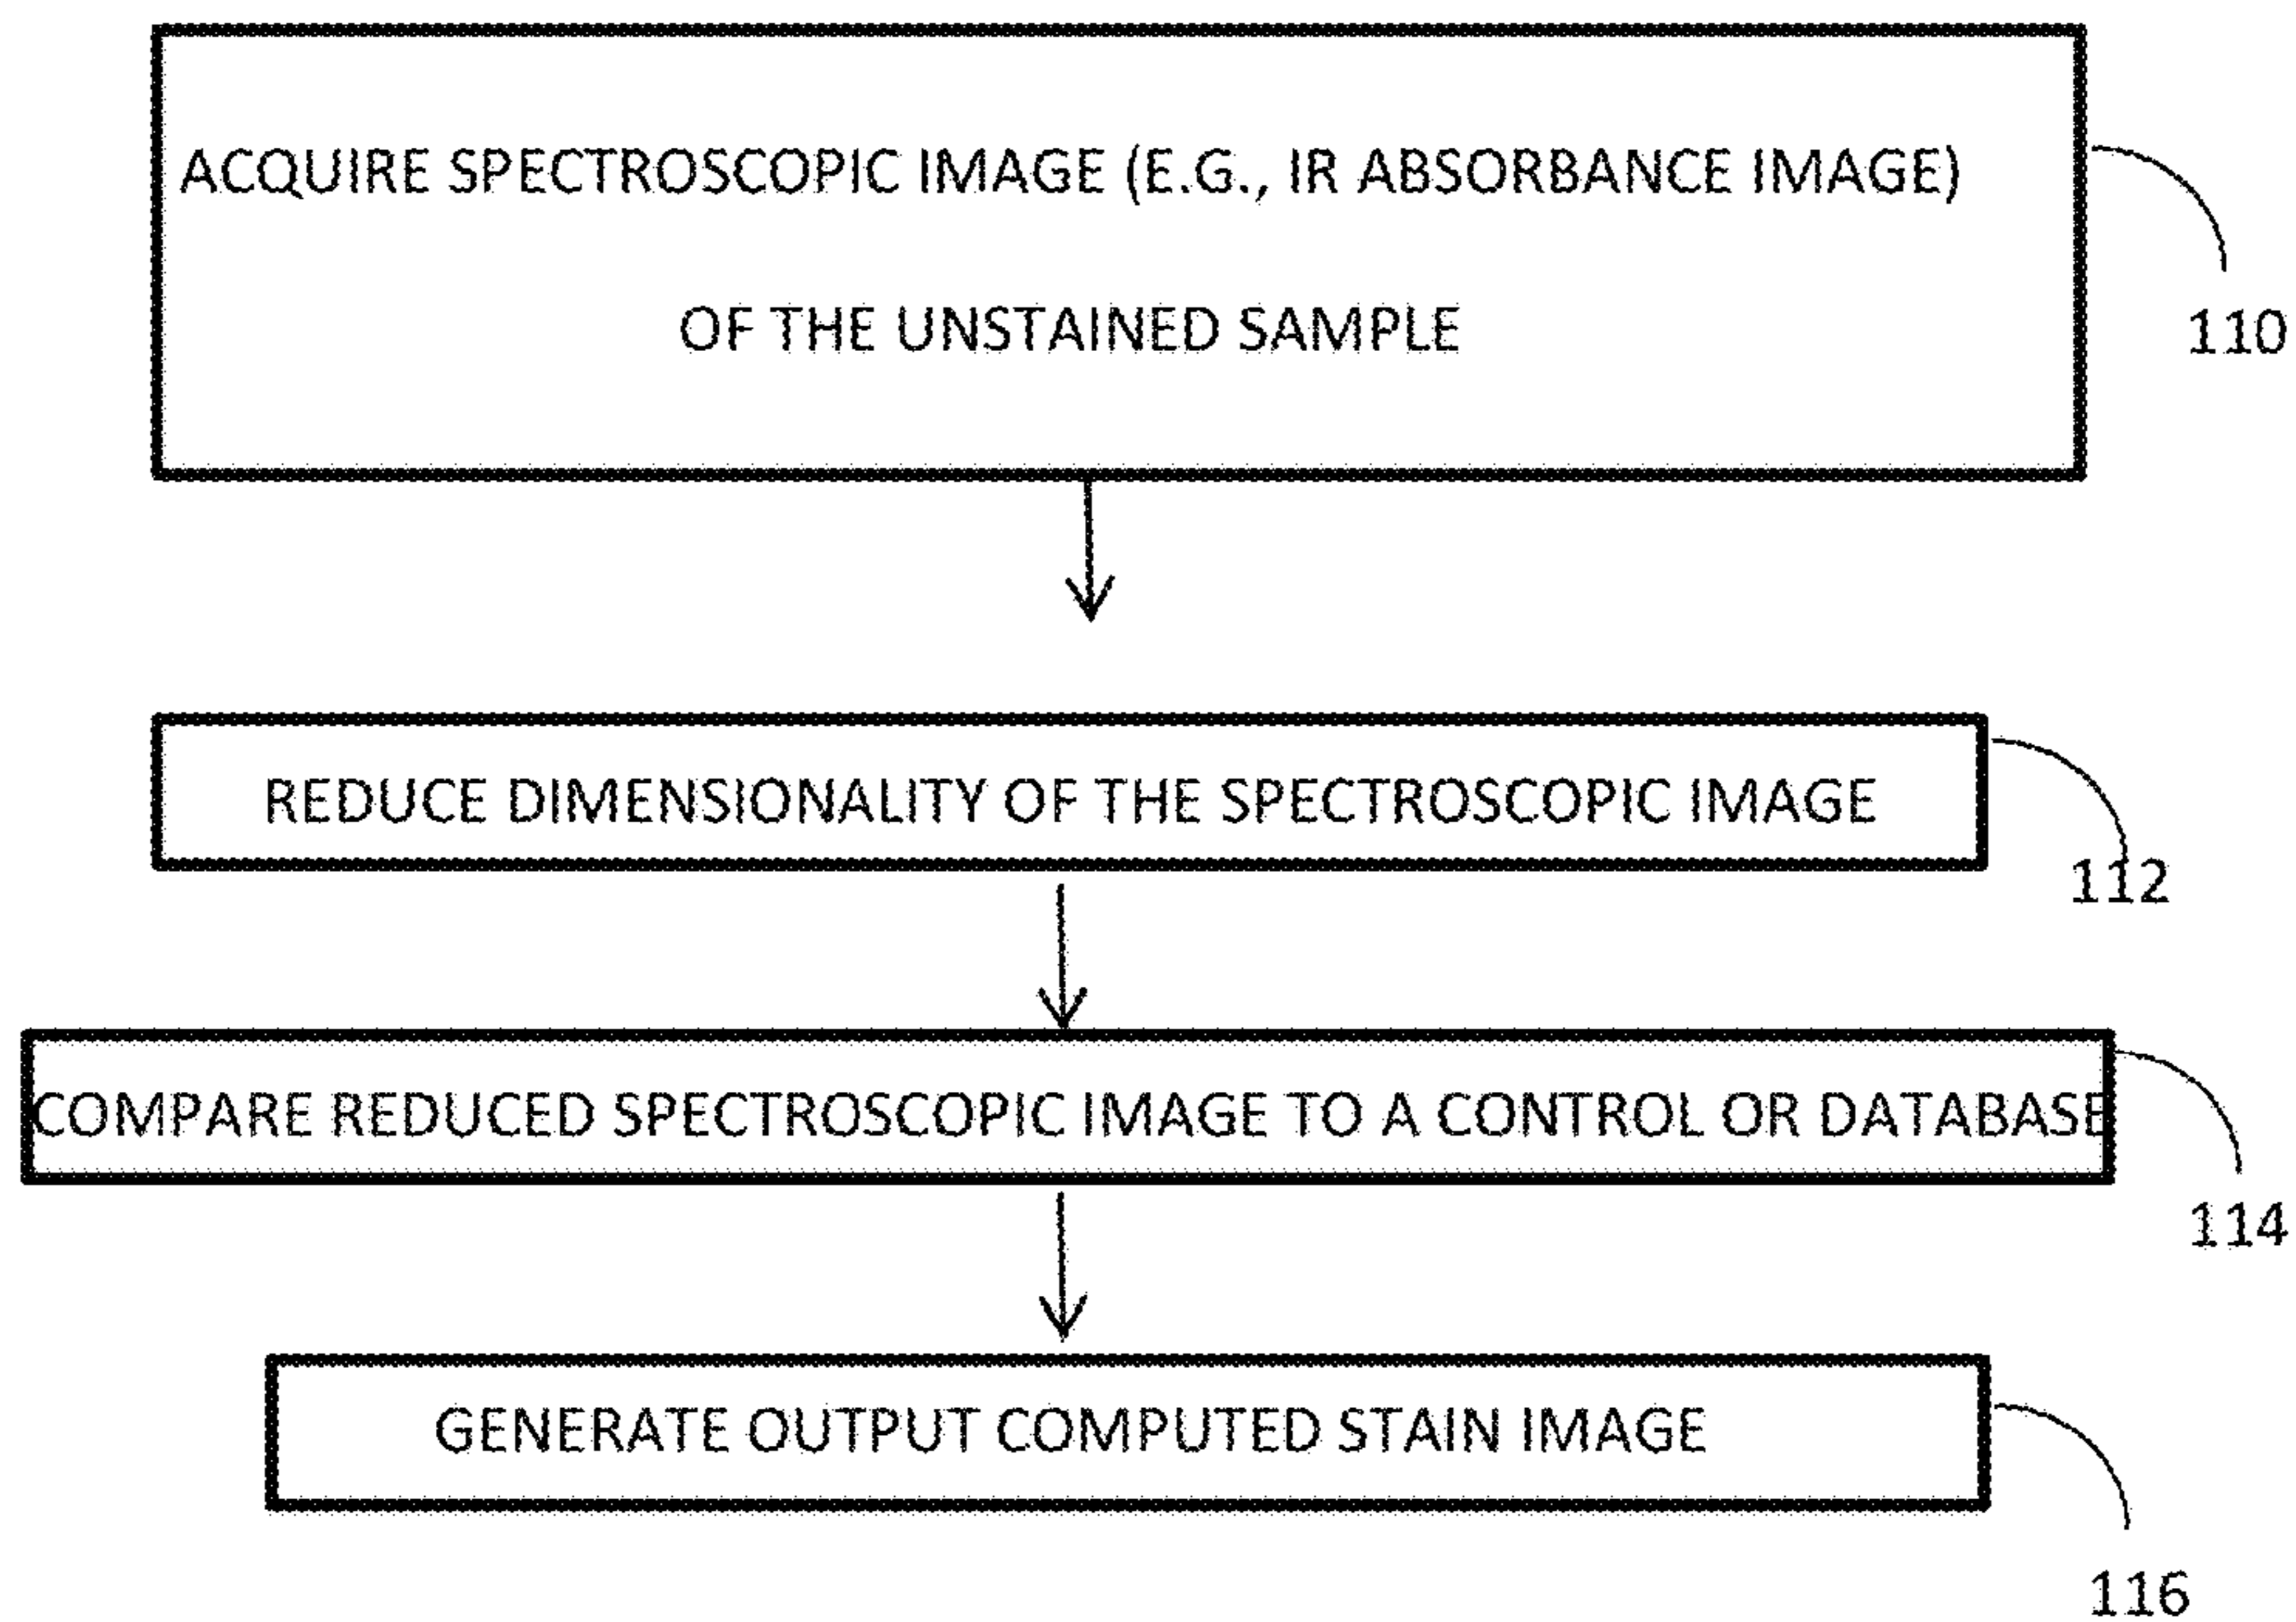 ACQUIRE SPECTROSCOPIC IMAGE (E.G., IR ABSORBANCE IMAGE)
OF THE UNSTAINED SAMPLE
110
REDUCE DIMENSIONALITY OF THE SPECTROSCOPIC IMAGE
112
COMPARE REDUCED SPECTROSCOPIC IMAGE TO A CONTROL OR DATABASE
114
GENERATE OUTPUT COMPUTED STAIN IMAGE
116